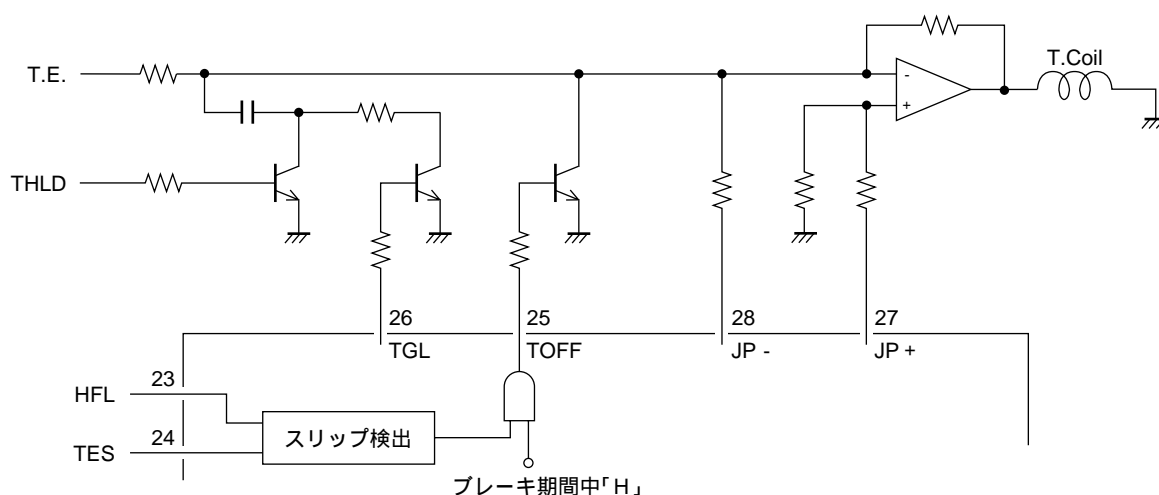 T.E.
T.Coil
-
+
THLD
26
25
28
27
TGL
TOFF
JP -
JP +
23
HFL
24
TES
スリップ検出
ブレーキ期間中「H」